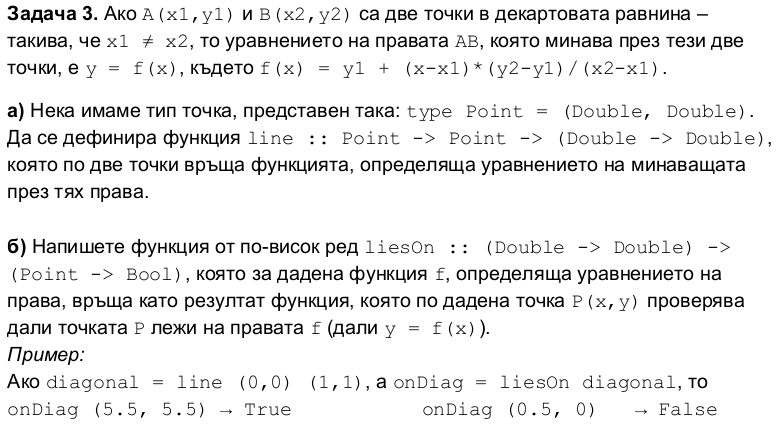 Задача 3. Ако A(x1,y1) и B(x2,y2) са две точки в декартовата равнина –
такива, че x1 ≠ x2, то уравнението на правата AB, която минава през тези две
точки, е y = f(x), където f(x) = y1 + (x-x1)*(y2-y1)/(x2-x1).
а) Нека имаме тип точка, представен така: type Point = (Double, Double).
Да се дефинира функция line :: Point -> Point -> (Double -> Double),
която по две точки връща функцията, определяща уравнението на минаващата
през тях права.
б) Напишете функция от по-висок ред liesOn :: (Double -> Double) ->
(Point -> Bool), която за дадена функция f, определяща уравнението на
права, връща като резултат функция, която по дадена точка P(x,y) проверява
дали точката P лежи на правата f (дали y = f(x)).
Пример:
Ако diagonal = line (0,0) (1,1), а onDiag = liesOn diagonal, то
onDiag (5.5, 5.5) → True onDiag (0.5, 0) → False